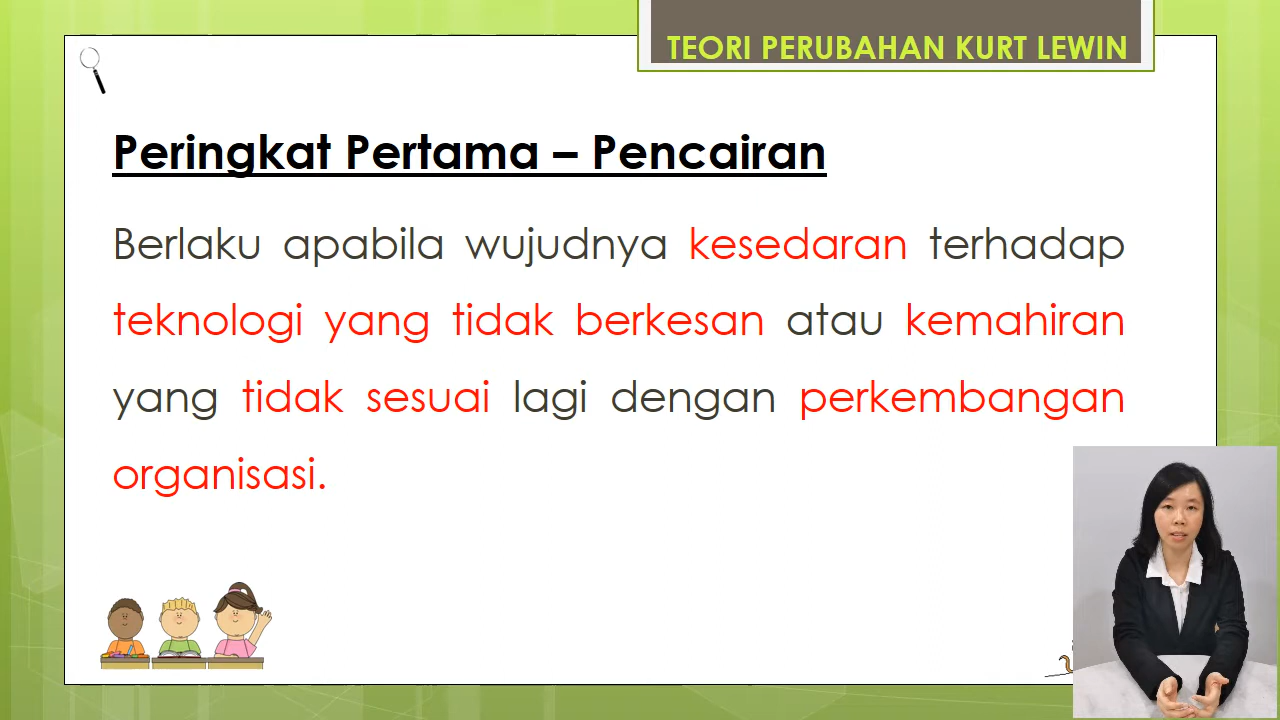 TEORI PERUBAHAN KURT LEWIN
Peringkat Pertama – Pencairan
Berlaku apabila wujudnya kesedaran terhadap
teknologi yang tidak berkesan atau kemahiran
yang tidak sesuai lagi dengan perkembangan
organisasi.